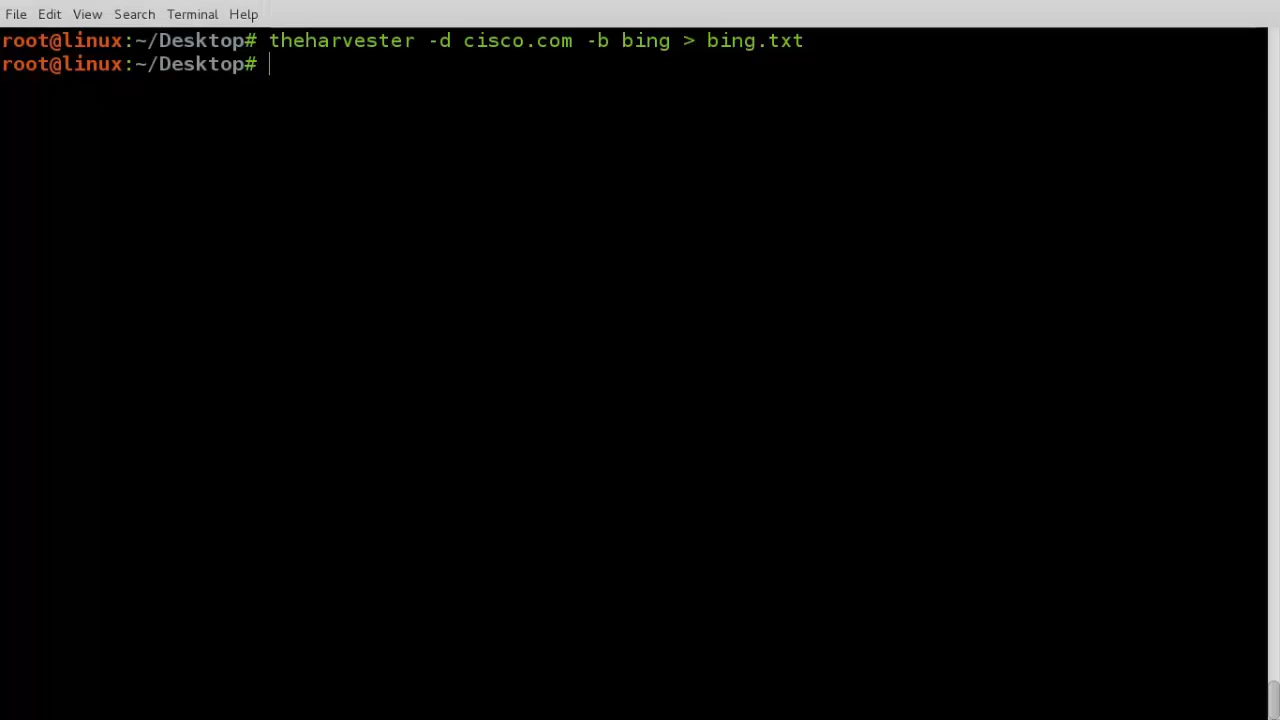 File Edit View Search Terminal Help
root@linux:~/Desktop# theharvester -d cisco.com -b bing > bing.txt
root@linux:~/Desktop#